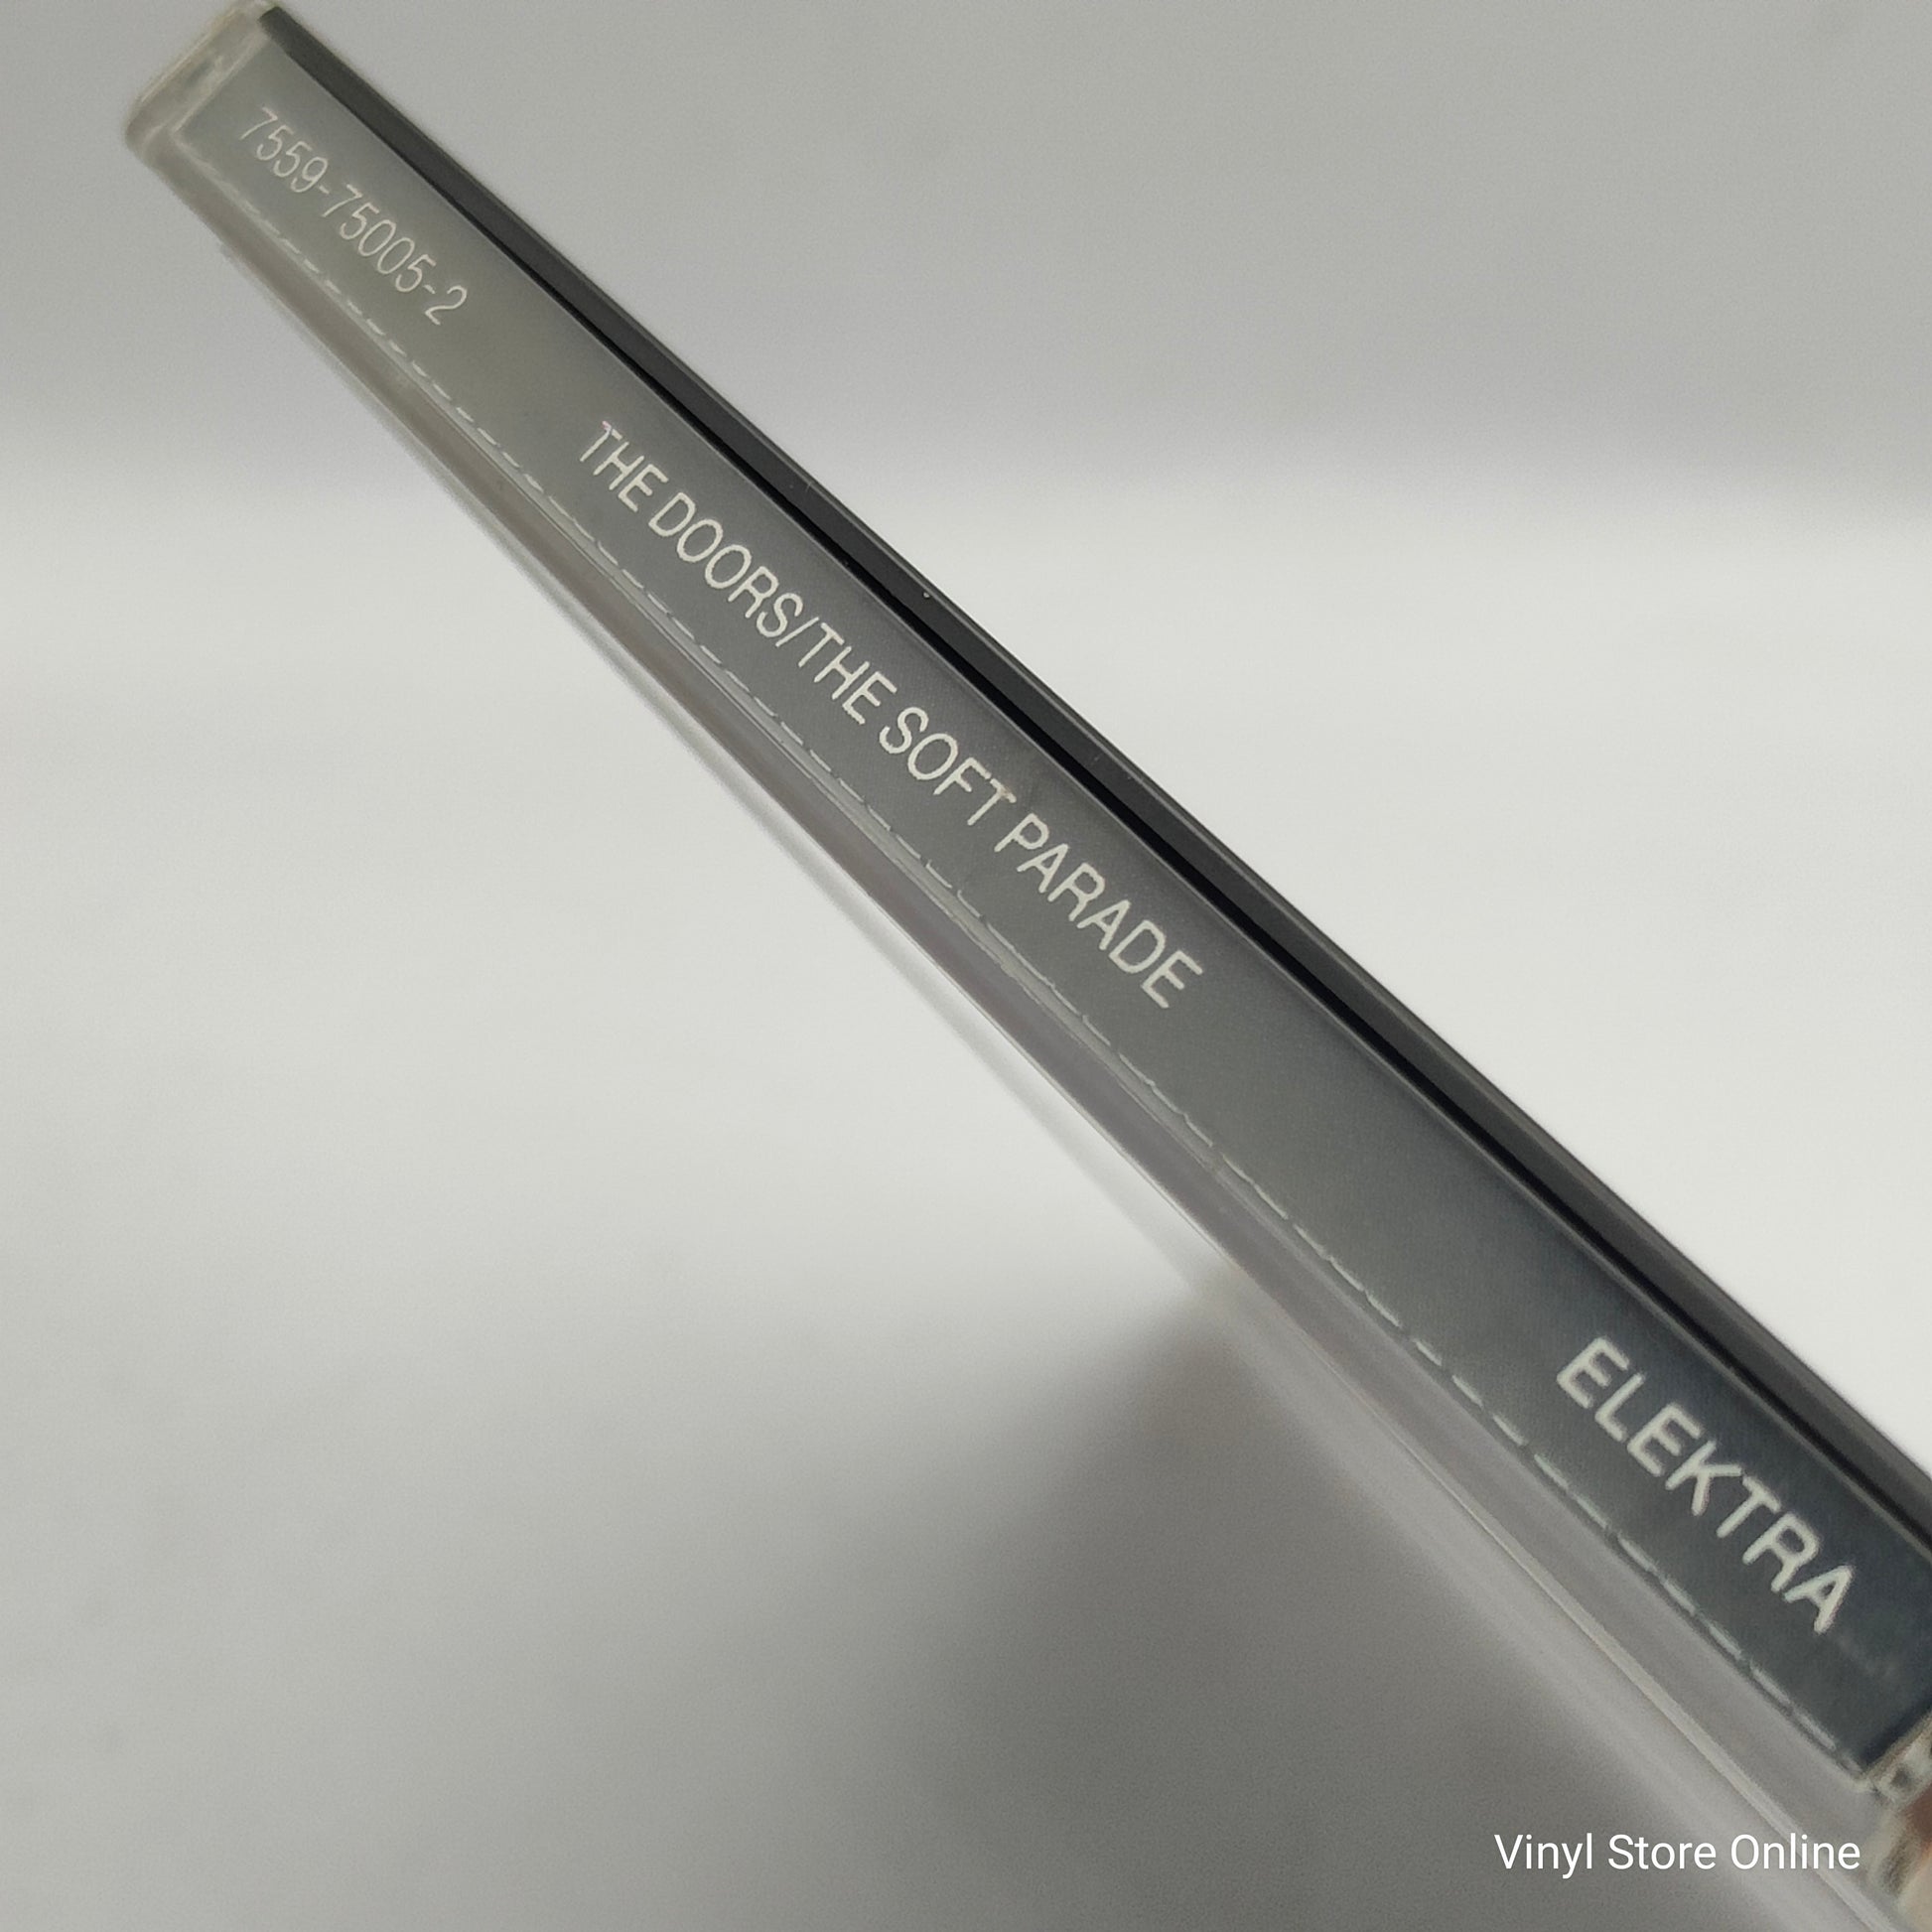 7559-75005-2
THE DOORS/THE SOFT PARADE
ELEKTRA
Vinyl Store Online